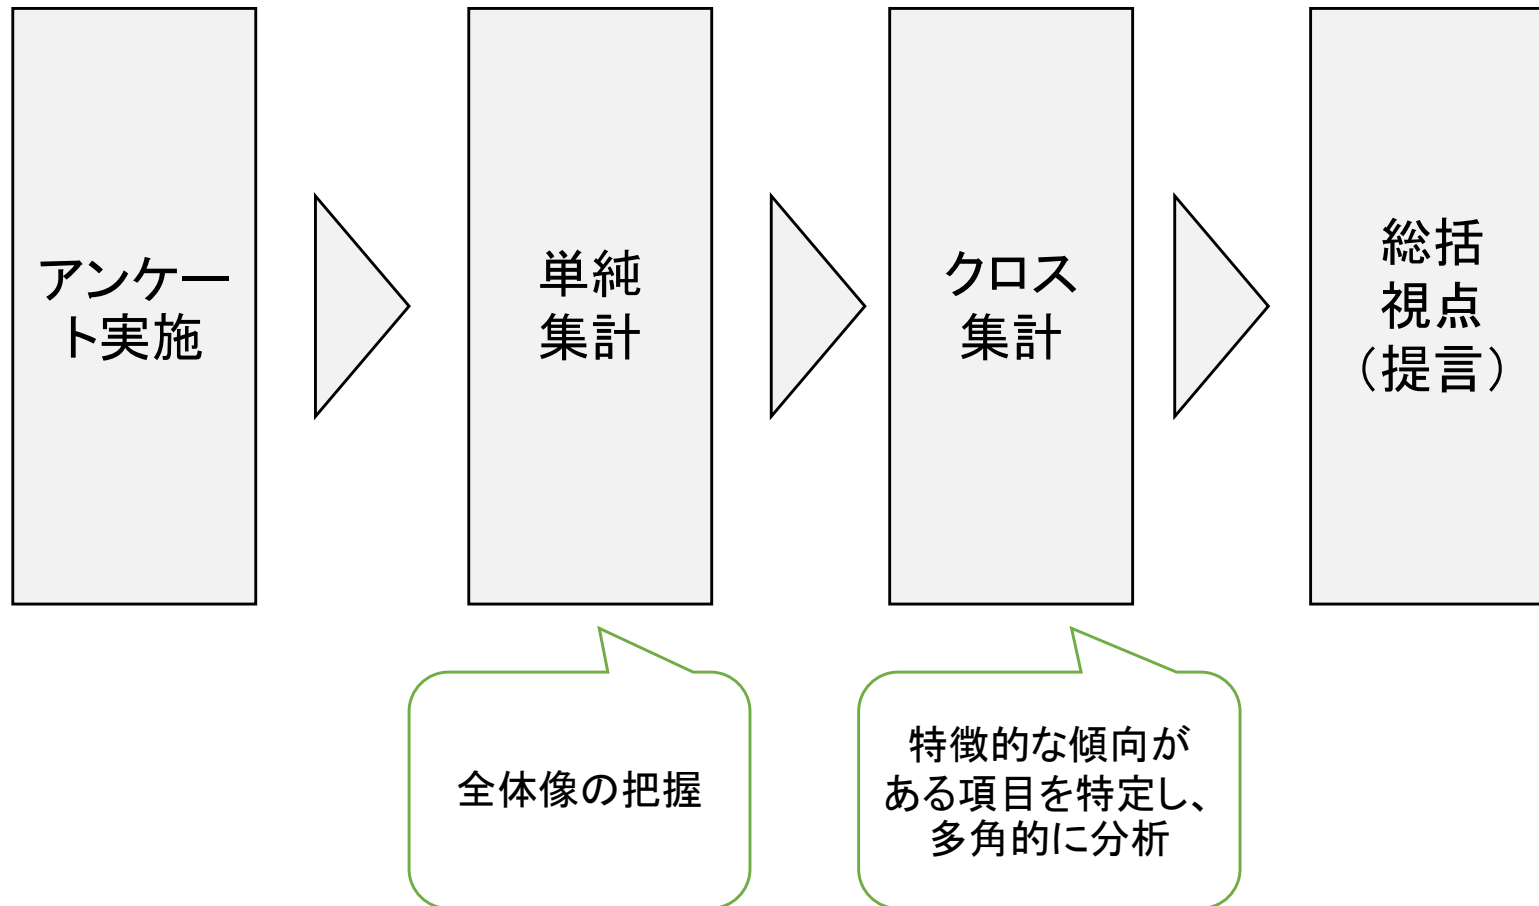 アンケー
ト実施
単純
集計
クロス
集計
総括
視点
（提言）
全体像の把握
特徴的な傾向が
ある項目を特定し、
多角的に分析